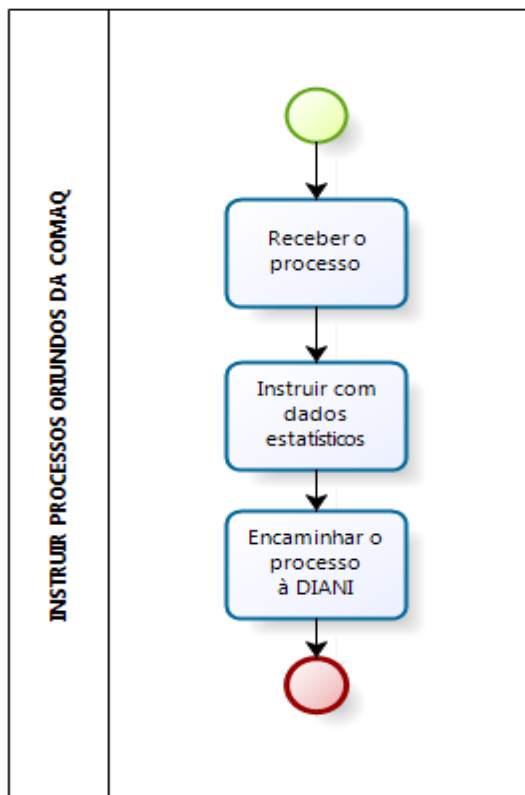 INSTRUIR PROCESSOS ORIUNDOS DA COMAQ
Receber o
processo
Instruir com
dados
estatísticos
Encaminhar o
processo
à DIANI